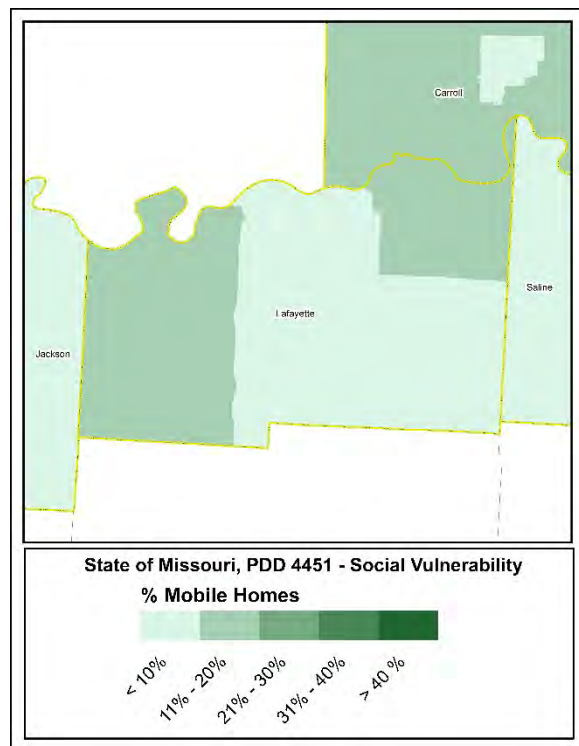 Carroll
Saline
Lafayette
Jackson
State of Missouri, PDD 4451 - Social Vulnerability
% Mobile Homes
< 10%
11% - 20%
21% - 30%
31% - 40%
> 40 %